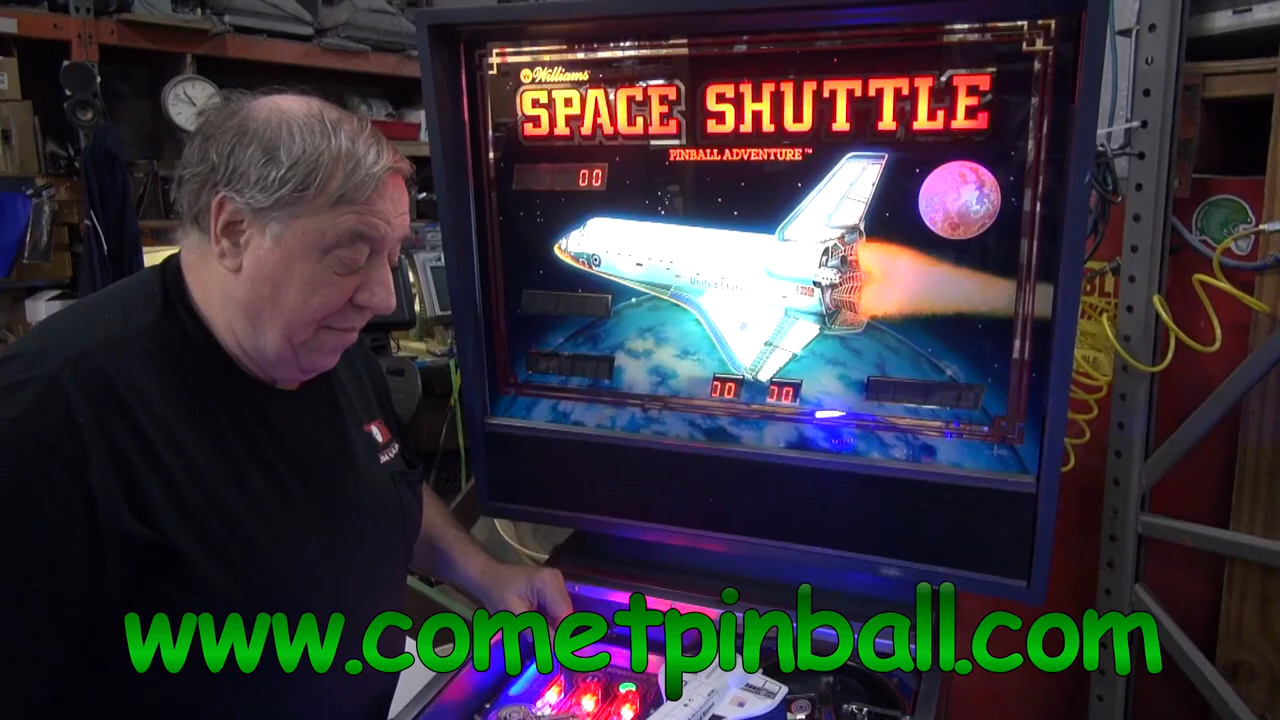 Williams
SPACE SHUTTLE
PINBALL ADVENTURE™
00
United States
00 00
www.cometpinball.com